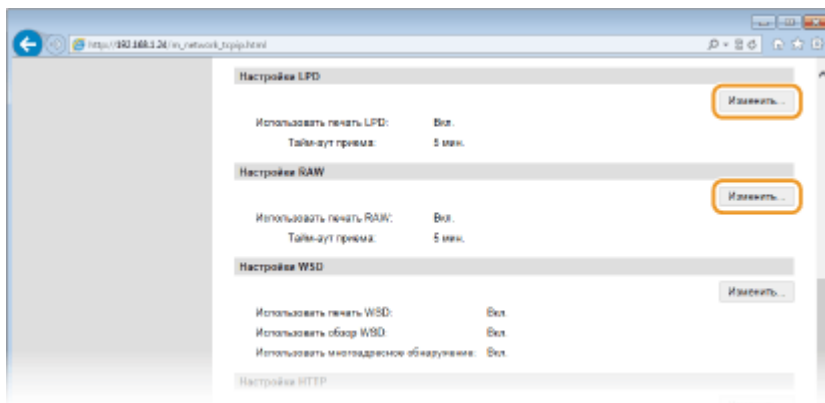 http://192.168.1.24/m_network_tcpip.html
Настройки LPD
Изменить...
Использовать печать LPD: Вкл.
Тайм-аут приема: 5 мин.
Настройки RAW
Изменить...
Использовать печать RAW: Вкл.
Тайм-аут приема: 5 мин.
Настройки WSD
Изменить...
Использовать печать WSD: Вкл.
Использовать обзор WSD: Вкл.
Использовать многоадресное обнаружение: Вкл.
Настройки HTTP